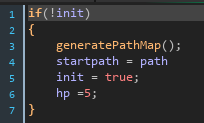 1 if(!init)
2 {
3     generatePathMap();
4     startpath = path
5     init = true;
6     hp =5;
7 }